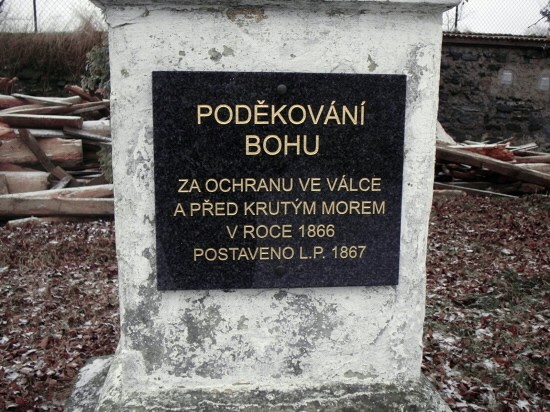 PODĚKOVÁNÍ
BOHU
ZA OCHRANU VE VÁLCE
A PŘED KRUTÝM MOREM
V ROCE 1866
POSTAVENO L.P. 1867